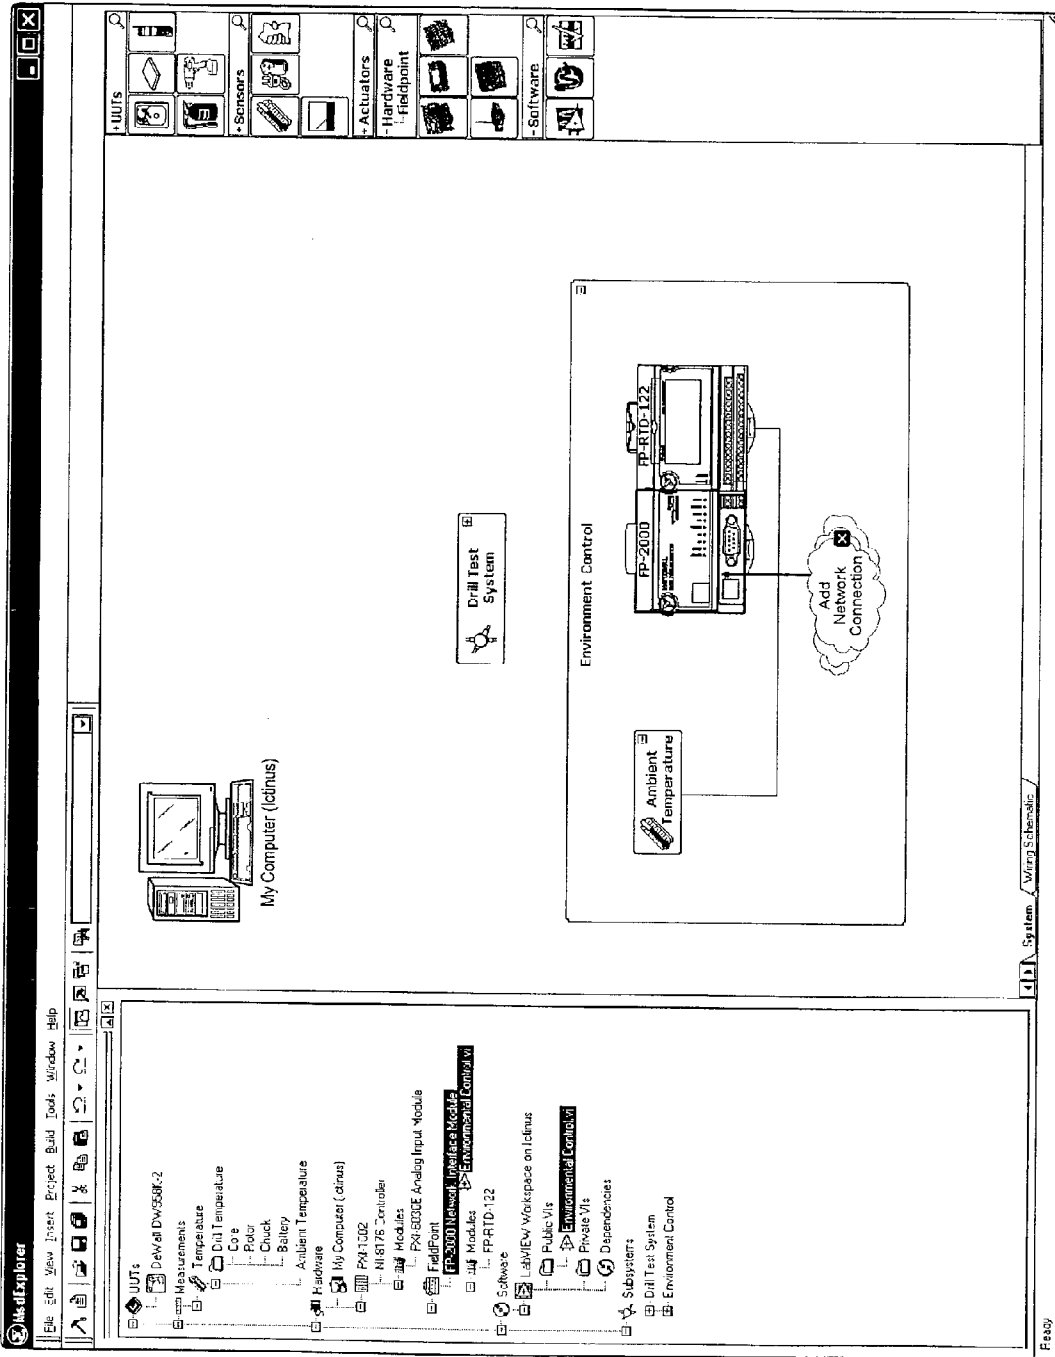 Med Explorer
File Edit View Insert Project Build Tools Window Help
UUTs
DeWalt DW958K-2
Measurements
Temperature
Drill Temperature
Core
Rotor
Chuck
Battery
Ambient Temperature
Hardware
My Computer (Ictinus)
PXI-1002
NI-8176 Controller
Modules
PXI-6030E Analog Input Module
FieldPoint
FP-2000 Network Interface Module
Environmental Control.vi
Modules
FP-RTD-122
Software
LabVIEW Workspace on Ictinus
Public VIs
Environmental Control.vi
Private VIs
Dependencies
Subsystems
Drill Test System
Environment Control
My Computer (Ictinus)
Drill Test
System
Environment Control
Ambient
Temperature
FP-2000
FP-RTD-122
Add
Network
Connection
System
Wiring Schematic
+UUTs
+Sensors
+Actuators
-Hardware
Fieldpoint
-Software
Ready